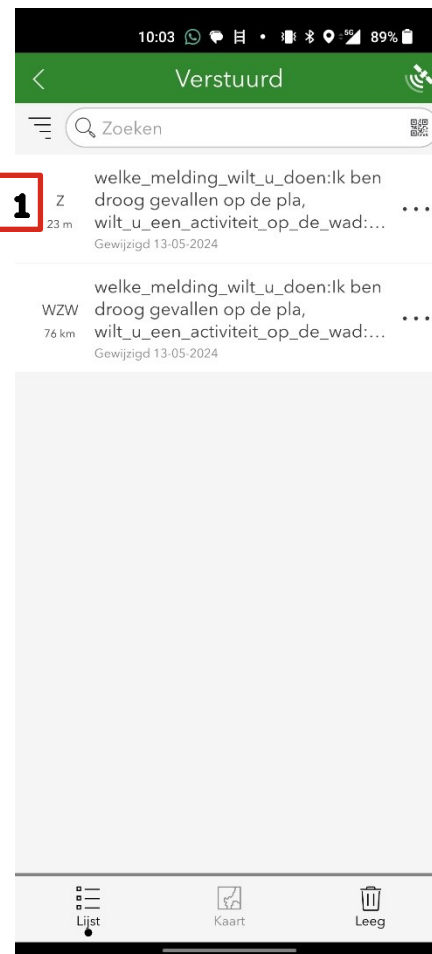 10:03 5G 89%
Verstuurd
Zoeken
1
Z
23 m
welke_melding_wilt_u_doen:Ik ben
droog gevallen op de pla,
wilt_u_een_activiteit_op_de_wad:...
Gewijzigd 13-05-2024
WZW
76 km
welke_melding_wilt_u_doen:Ik ben
droog gevallen op de pla,
wilt_u_een_activiteit_op_de_wad:...
Gewijzigd 13-05-2024
Lijst
Kaart
Leeg